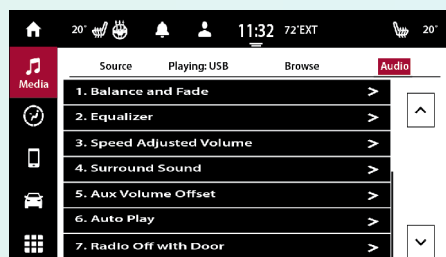 20° 11:32 72°EXT 20°
Media
Source Playing: USB Browse Audio
1. Balance and Fade >
2. Equalizer >
3. Speed Adjusted Volume >
4. Surround Sound >
5. Aux Volume Offset >
6. Auto Play >
7. Radio Off with Door >